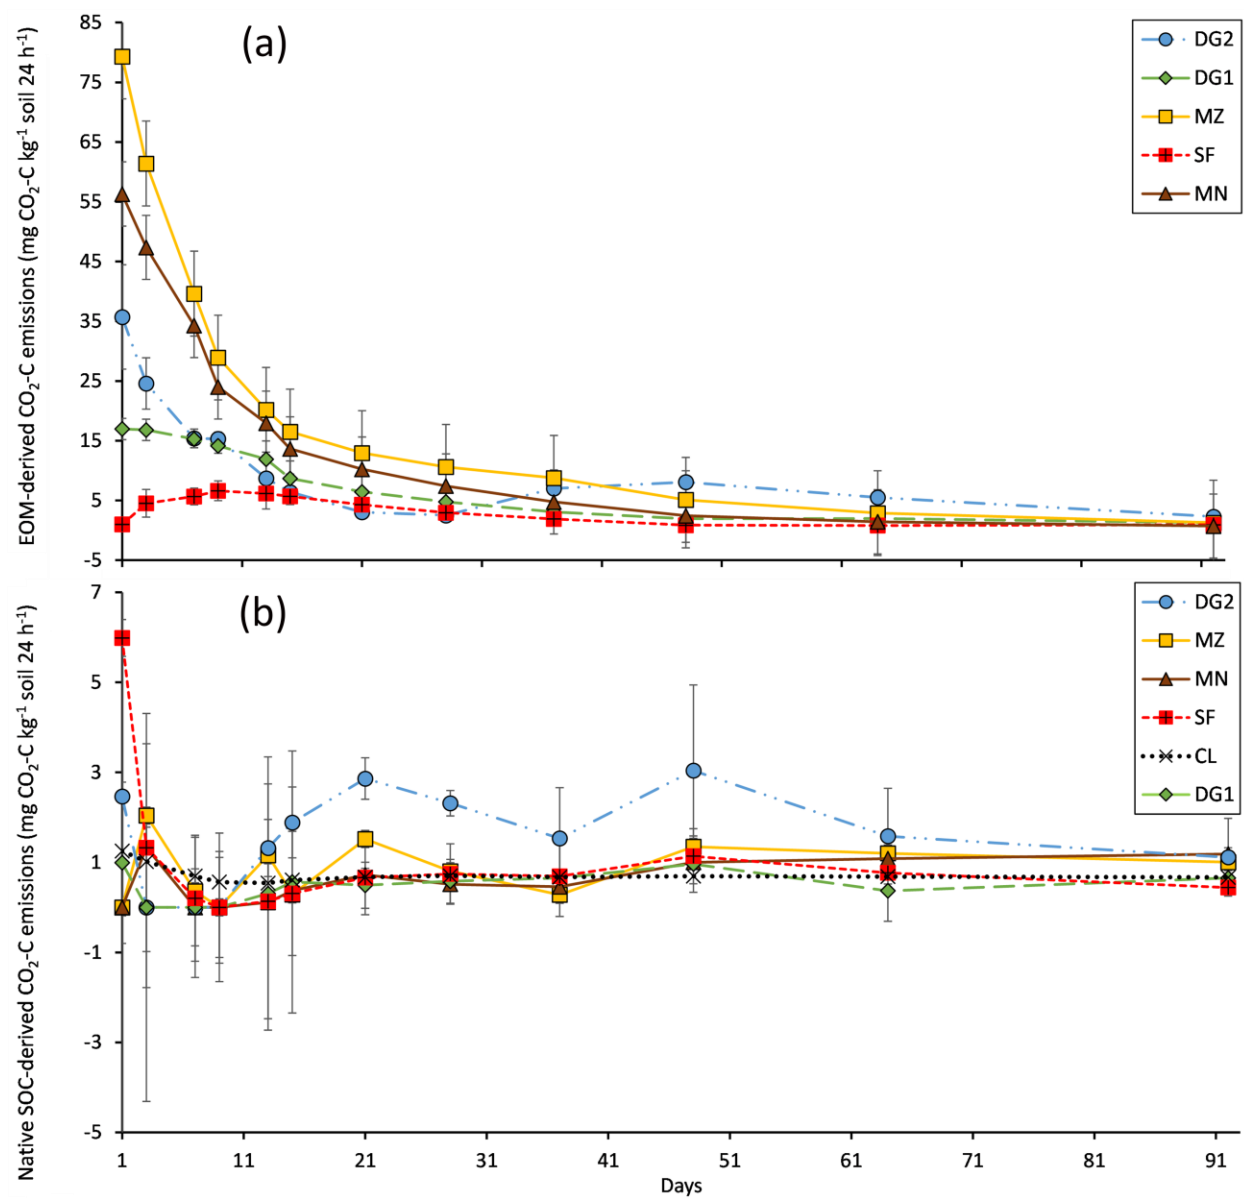 (a)
EOM-derived CO₂-C emissions (mg CO₂-C kg⁻¹ soil 24 h⁻¹)
85
75
65
55
45
35
25
15
5
-5
DG2
DG1
MZ
SF
MN
(b)
Native SOC-derived CO₂-C emissions (mg CO₂-C kg⁻¹ soil 24 h⁻¹)
7
5
3
1
-1
-3
-5
DG2
MZ
MN
SF
CL
DG1
1 11 21 31 41 51 61 71 81 91
Days